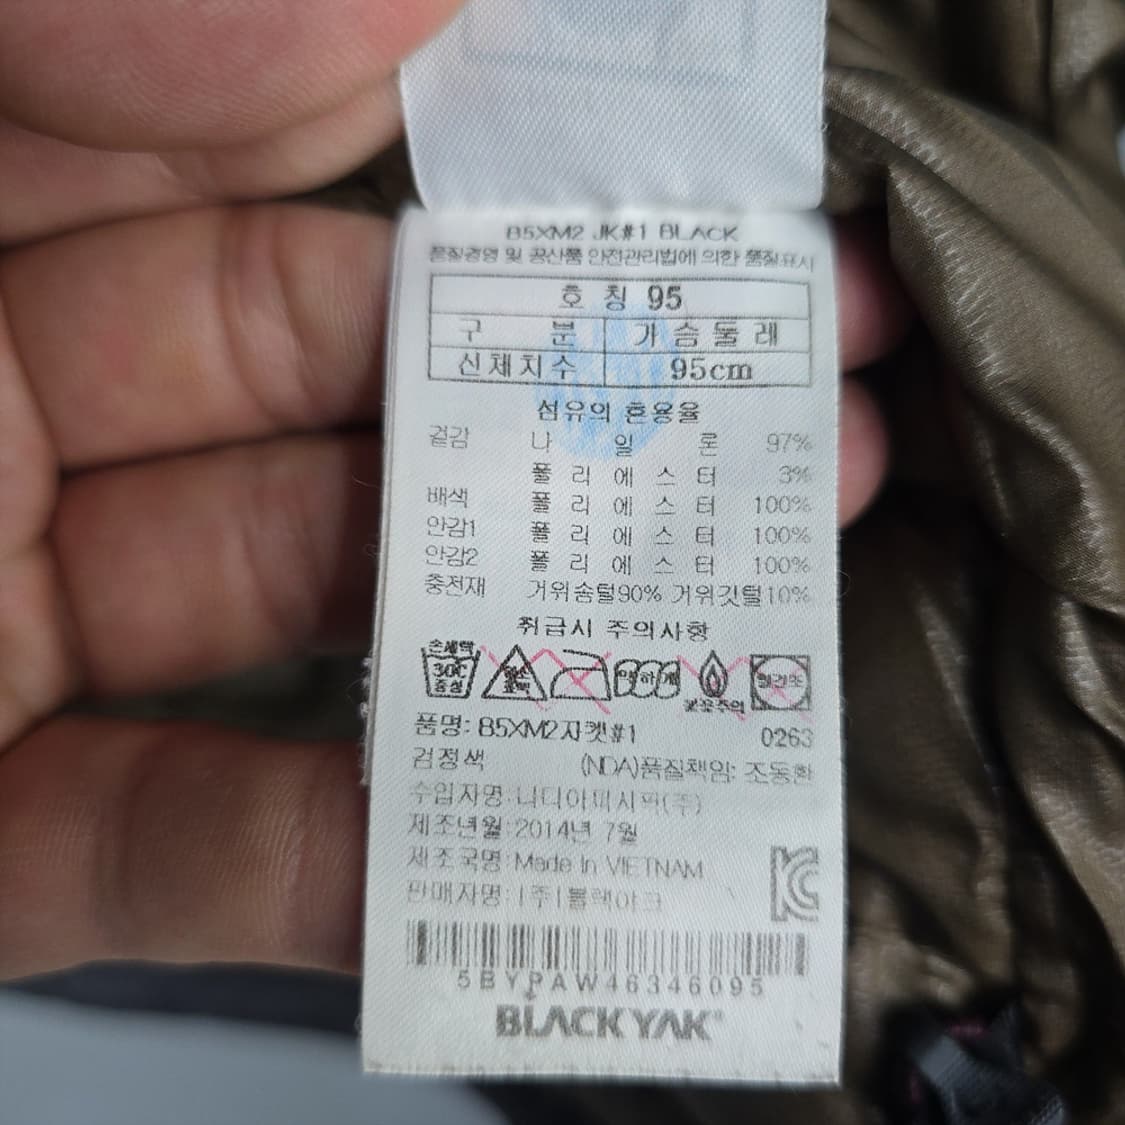 B5XM2 JK#1 BLACK
품질경영 및 공산품 안전관리법에 의한 품질표시
호 칭 95
구 분 가 슴 둘 레
신체치수 95cm
섬유의 혼용율
겉감 나 일 론 97%
폴 리 에 스 터 3%
배색 폴 리 에 스 터 100%
안감1 폴 리 에 스 터 100%
안감2 폴 리 에 스 터 100%
충전재 거위솜털90% 거위깃털10%
취급시 주의사항
손세탁
30C
중성
약하게
품명: B5XM2자켓#1 0263
검정색 (NDA)품질책임: 조동환
수입자명:나디아퍼시픽(주)
제조년월:2014년 7월
제조국명:Made In VIETNAM
판매자명:(주)블랙야크
5BYPAW46346095
BLACK YAK